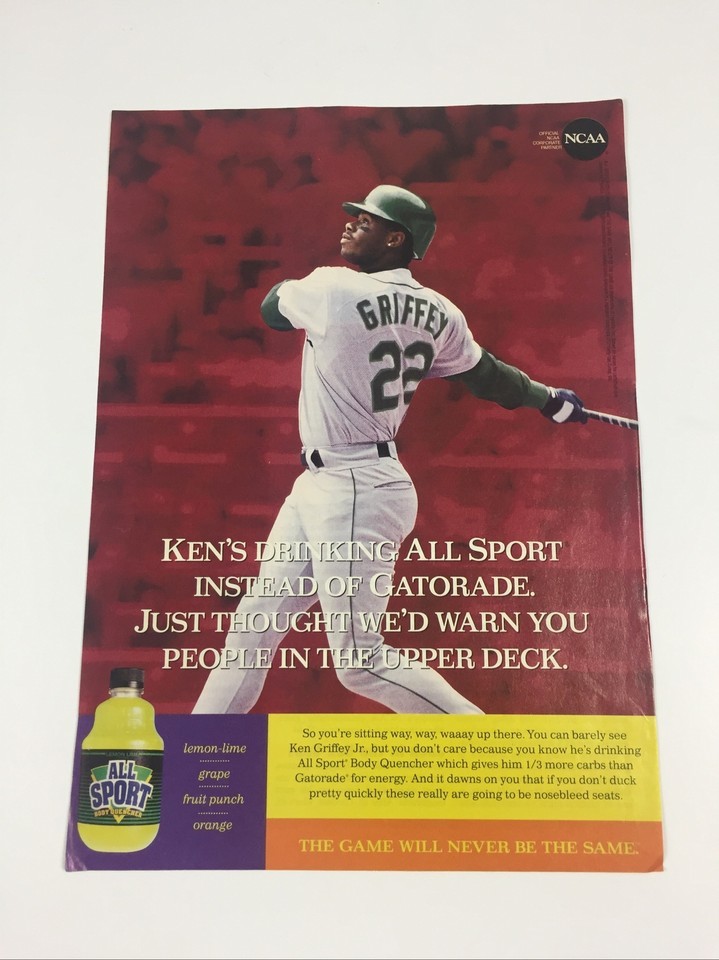 OFFICIAL
NCAA
CORPORATE
PARTNER
NCAA
GRIFFEY
22
KEN'S DRINKING ALL SPORT
INSTEAD OF GATORADE.
JUST THOUGHT WE'D WARN YOU
PEOPLE IN THE UPPER DECK.
LEMON LIME
ALL
SPORT
BODY QUENCHER
lemon-lime
grape
fruit punch
orange
So you're sitting way, way, waaay up there. You can barely see
Ken Griffey Jr., but you don't care because you know he's drinking
All Sport® Body Quencher which gives him 1/3 more carbs than
Gatorade® for energy. And it dawns on you that if you don't duck
pretty quickly these really are going to be nosebleed seats.
THE GAME WILL NEVER BE THE SAME.